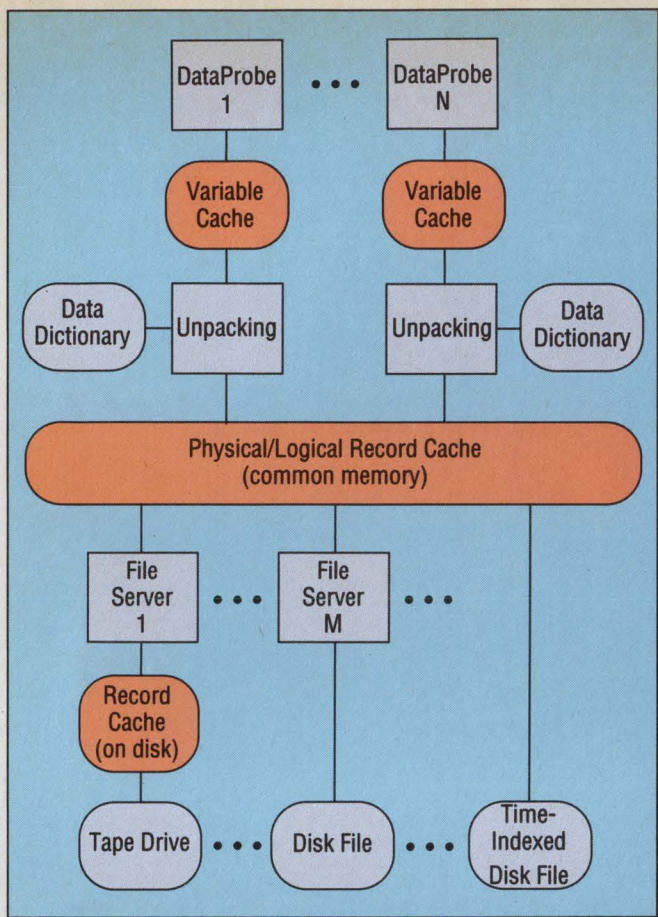 DataProbe
1
• • •
DataProbe
N
Variable
Cache
Variable
Cache
Data
Dictionary
Unpacking
Unpacking
Data
Dictionary
Physical/Logical Record Cache
(common memory)
File
Server
1
• • •
File
Server
M
• • •
Record
Cache
(on disk)
Tape Drive
• • •
Disk File
• • •
Time-
Indexed
Disk File